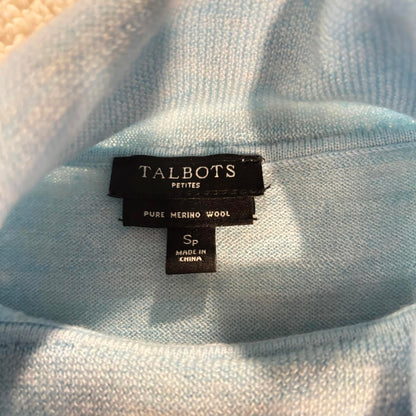 TALBOTS
PETITES
PURE MERINO WOOL
Sp
MADE IN
CHINA